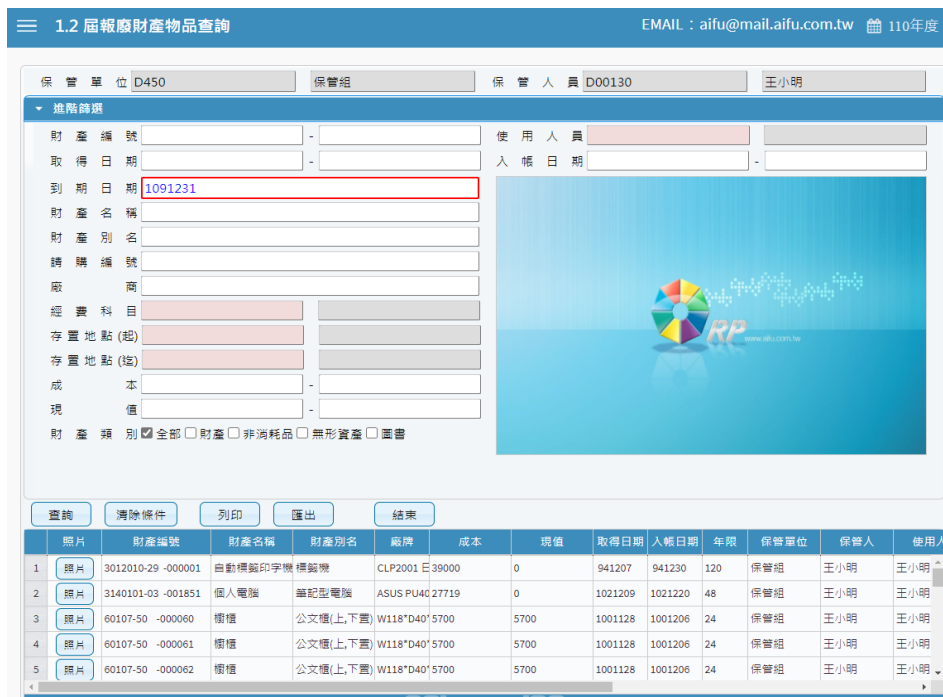 1.2 屆報廢財產物品查詢 EMAIL：aifu@mail.aifu.com.tw 110年度
保管單位 D450 保管組 保管人員 D00130 王小明
進階篩選
財產編號 - 使用人員
取得日期 - 入帳日期 -
到期日期 1091231
財產名稱
財產別名
請購編號
廠商
經費科目
存置地點(起)
存置地點(迄)
成本 -
現值 -
財產類別 全部 財產 非消耗品 無形資產 圖書
RP
www.aifu.com.tw
查詢 清除條件 列印 匯出 結束
照片 財產編號 財產名稱 財產別名 廠牌 成本 現值 取得日期 入帳日期 年限 保管單位 保管人 使用人
1 照片 3012010-29 -000001 自動標籤印字機 標籤機 CLP2001 日 39000 0 941207 941230 120 保管組 王小明 王小明
2 照片 3140101-03 -001851 個人電腦 筆記型電腦 ASUS PU40 27719 0 1021209 1021220 48 保管組 王小明 王小明
3 照片 60107-50 -000060 櫥櫃 公文櫃(上,下置) W118*D40* 5700 5700 1001128 1001206 24 保管組 王小明 王小明
4 照片 60107-50 -000061 櫥櫃 公文櫃(上,下置) W118*D40* 5700 5700 1001128 1001206 24 保管組 王小明 王小明
5 照片 60107-50 -000062 櫥櫃 公文櫃(上,下置) W118*D40* 5700 5700 1001128 1001206 24 保管組 王小明 王小明